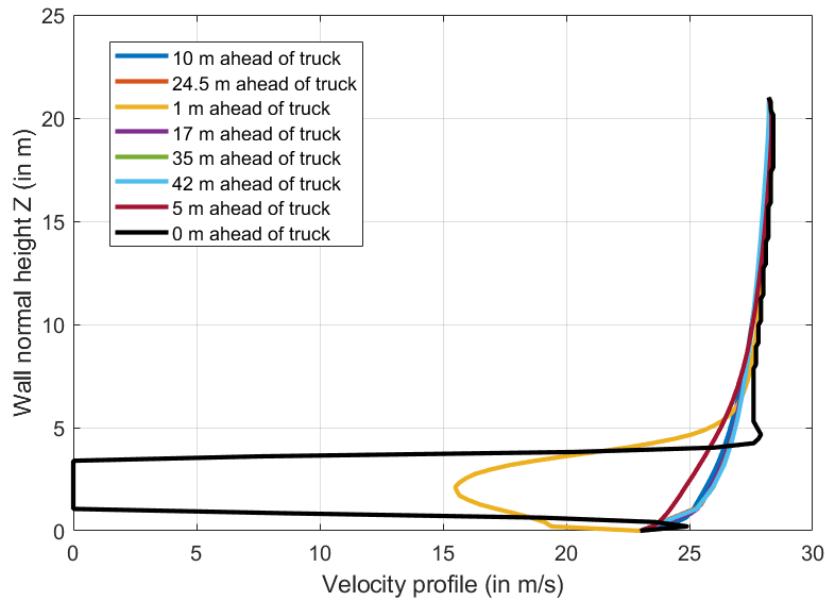 25
20
15
10
5
0
Wall normal height Z (in m)
10 m ahead of truck
24.5 m ahead of truck
1 m ahead of truck
17 m ahead of truck
35 m ahead of truck
42 m ahead of truck
5 m ahead of truck
0 m ahead of truck
0 5 10 15 20 25 30
Velocity profile (in m/s)